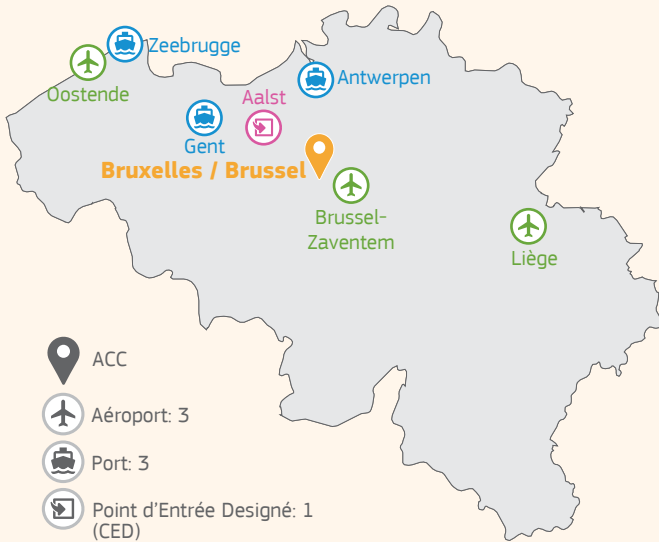 Zeebrugge
Oostende
Antwerpen
Aalst
Gent
Bruxelles / Brussel
Brussel-
Zaventem
Liège
ACC
Aéroport: 3
Port: 3
Point d'Entrée Designé: 1
(CED)